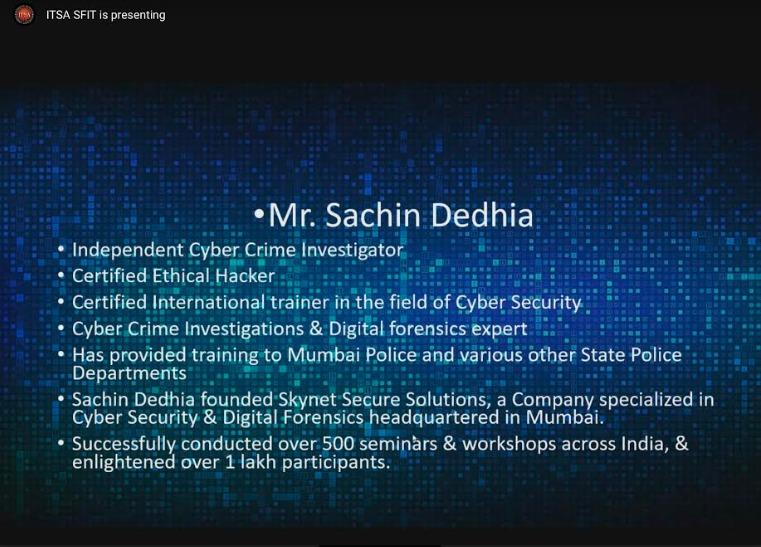 ITSA
ITSA SFIT is presenting
•Mr. Sachin Dedhia
• Independent Cyber Crime Investigator
• Certified Ethical Hacker
• Certified International trainer in the field of Cyber Security
• Cyber Crime Investigations & Digital forensics expert
• Has provided training to Mumbai Police and various other State Police
Departments
• Sachin Dedhia founded Skynet Secure Solutions, a Company specialized in
Cyber Security & Digital Forensics headquartered in Mumbai.
• Successfully conducted over 500 seminars & workshops across India, &
enlightened over 1 lakh participants.